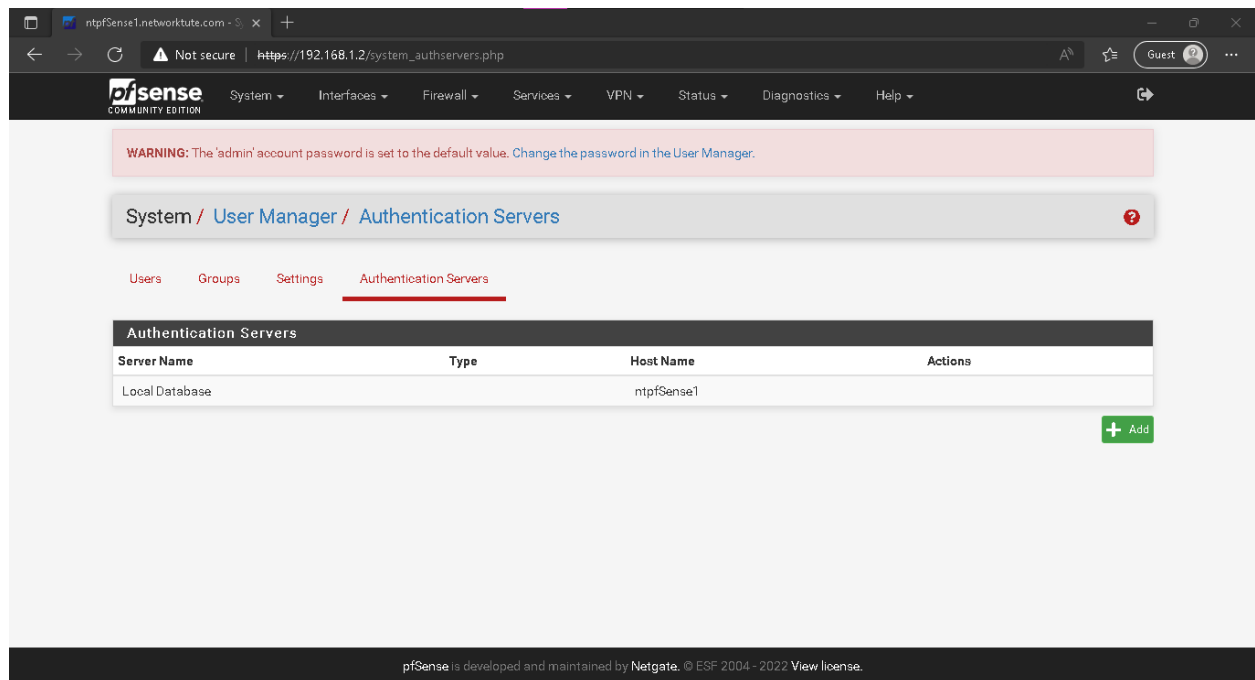 ntpfSense1.networktute.com - Sy
Not secure | https://192.168.1.2/system_authservers.php
Guest
pfsense
COMMUNITY EDITION
System Interfaces Firewall Services VPN Status Diagnostics Help
WARNING: The 'admin' account password is set to the default value. Change the password in the User Manager.
System / User Manager / Authentication Servers
Users Groups Settings Authentication Servers
Authentication Servers
Server Name Type Host Name Actions
Local Database ntpfSense1
Add
pfSense is developed and maintained by Netgate. © ESF 2004 - 2022 View license.